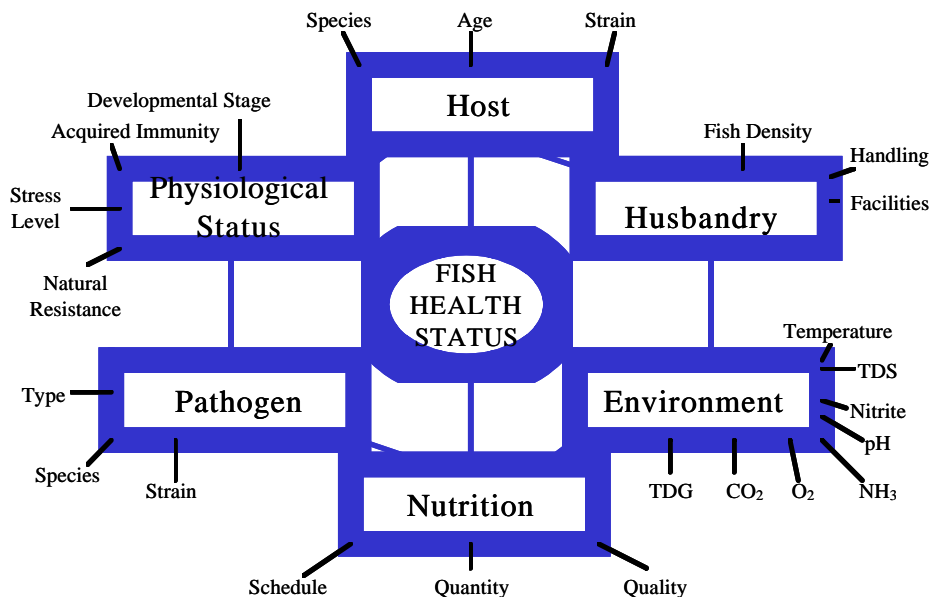 Species
Age
Strain
Host
Developmental Stage
Acquired Immunity
Stress
Level
Natural
Resistance
Physiological
Status
Fish Density
Handling
Facilities
Husbandry
FISH
HEALTH
STATUS
Type
Species
Strain
Pathogen
Temperature
TDS
Nitrite
pH
NH₃
O₂
CO₂
TDG
Environment
Nutrition
Schedule
Quantity
Quality